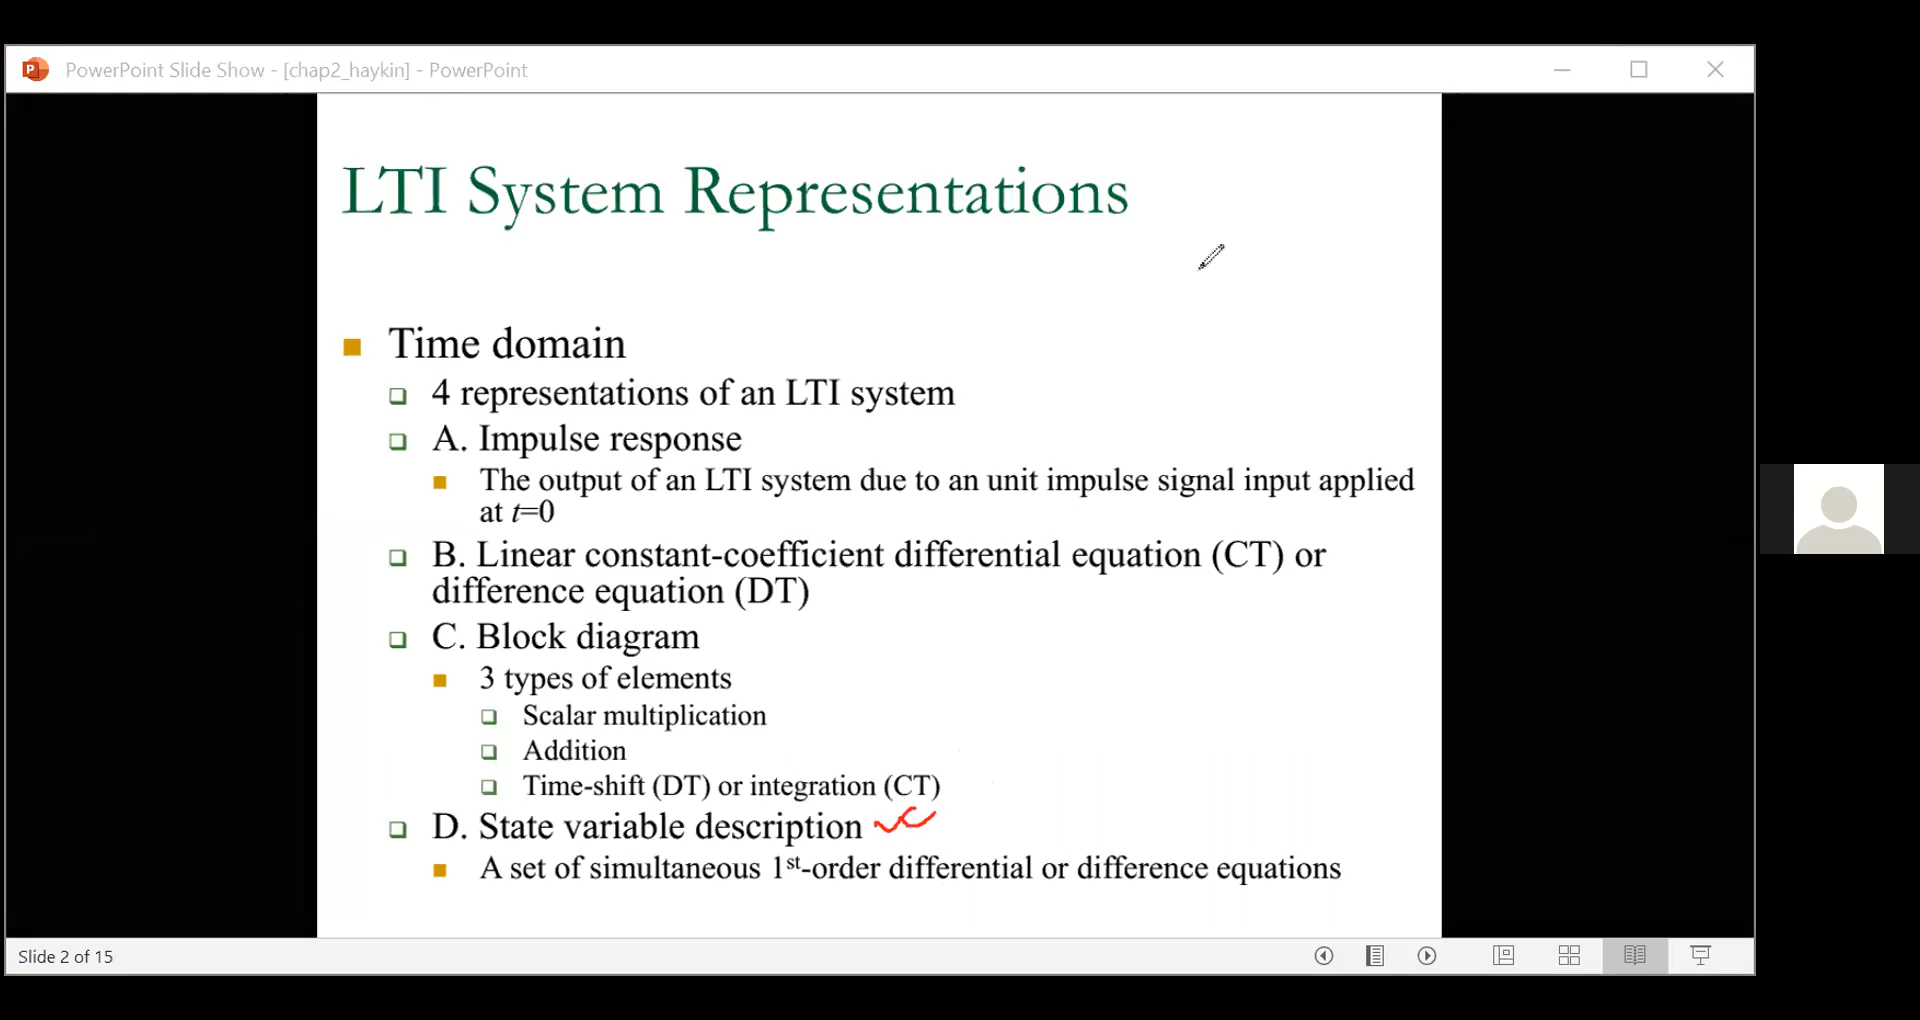 PowerPoint Slide Show - [chap2_haykin] - PowerPoint
LTI System Representations
Time domain
4 representations of an LTI system
A. Impulse response
The output of an LTI system due to an unit impulse signal input applied
at t=0
B. Linear constant-coefficient differential equation (CT) or
difference equation (DT)
C. Block diagram
3 types of elements
Scalar multiplication
Addition
Time-shift (DT) or integration (CT)
D. State variable description
A set of simultaneous 1st-order differential or difference equations
Slide 2 of 15